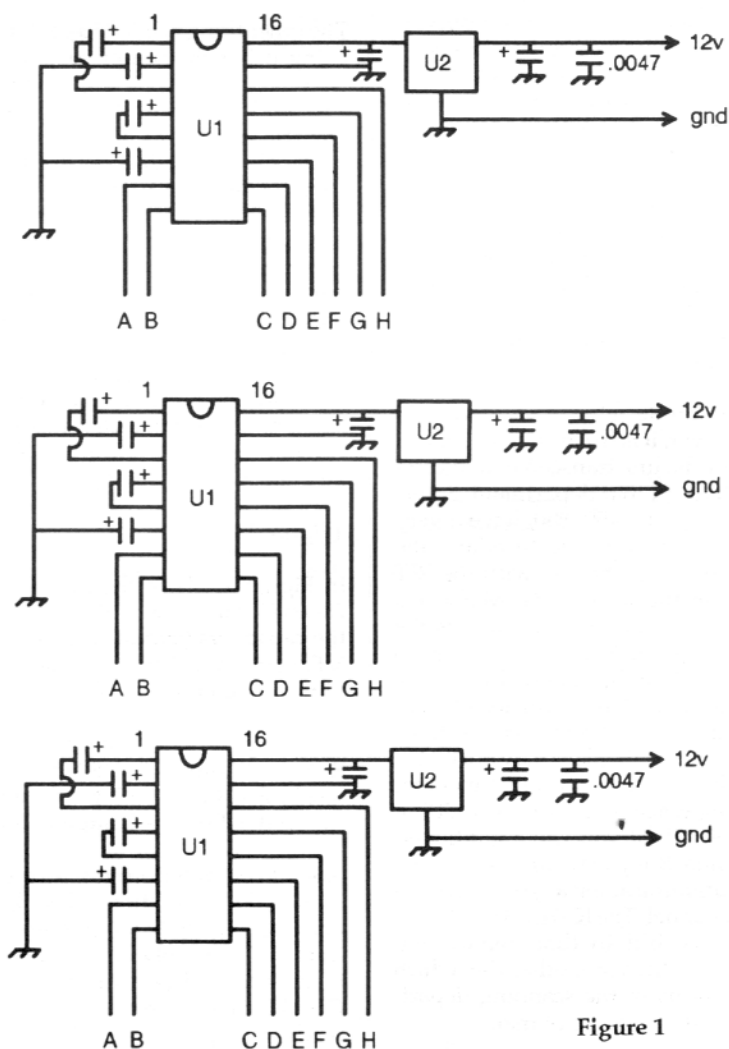 1 16
+ + + 12v
+ U2 .0047
+ U1 gnd
+
A B C D E F G H
1 16
+ + + 12v
+ U2 .0047
+ U1 gnd
+
A B C D E F G H
1 16
+ + + 12v
+ U2 .0047
+ U1 gnd
+
A B C D E F G H
Figure 1